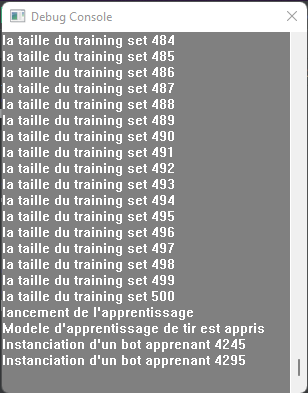 Debug Console
la taille du training set 484
la taille du training set 485
la taille du training set 486
la taille du training set 487
la taille du training set 488
la taille du training set 489
la taille du training set 490
la taille du training set 491
la taille du training set 492
la taille du training set 493
la taille du training set 494
la taille du training set 495
la taille du training set 496
la taille du training set 497
la taille du training set 498
la taille du training set 499
la taille du training set 500
lancement de l'apprentissage
Modele d'apprentissage de tir est appris
Instanciation d'un bot apprenant 4245
Instanciation d'un bot apprenant 4295